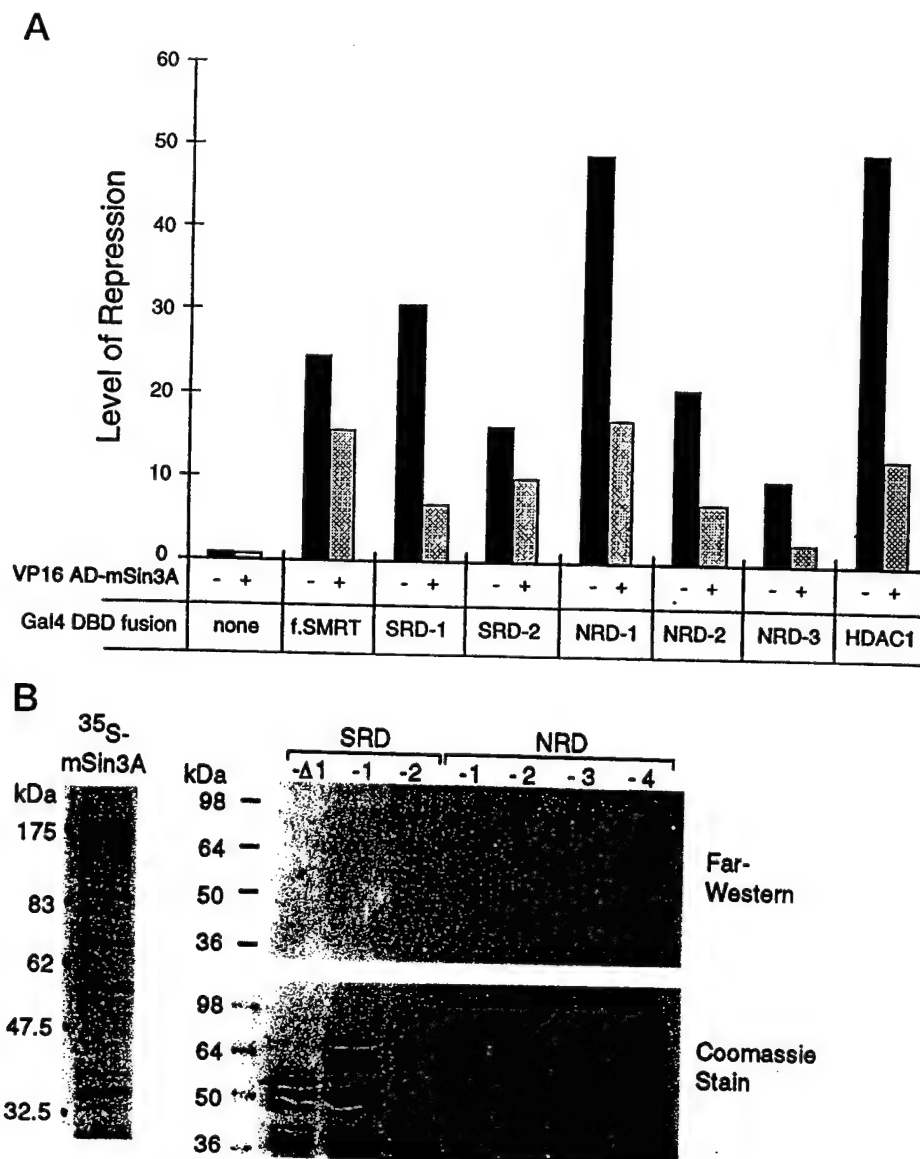 A
60
50
40
30
20
10
0
Level of Repression
VP16 AD-mSin3A - + - + - + - + - + - + - + - +
Gal4 DBD fusion none f.SMRT SRD-1 SRD-2 NRD-1 NRD-2 NRD-3 HDAC1
B
35S-
mSin3A
kDa
175
83
62
47.5
32.5
SRD NRD
kDa -Δ1 -1 -2 -1 -2 -3 -4
98
64
50
36
Far-
Western
98
64
50
36
Coomassie
Stain